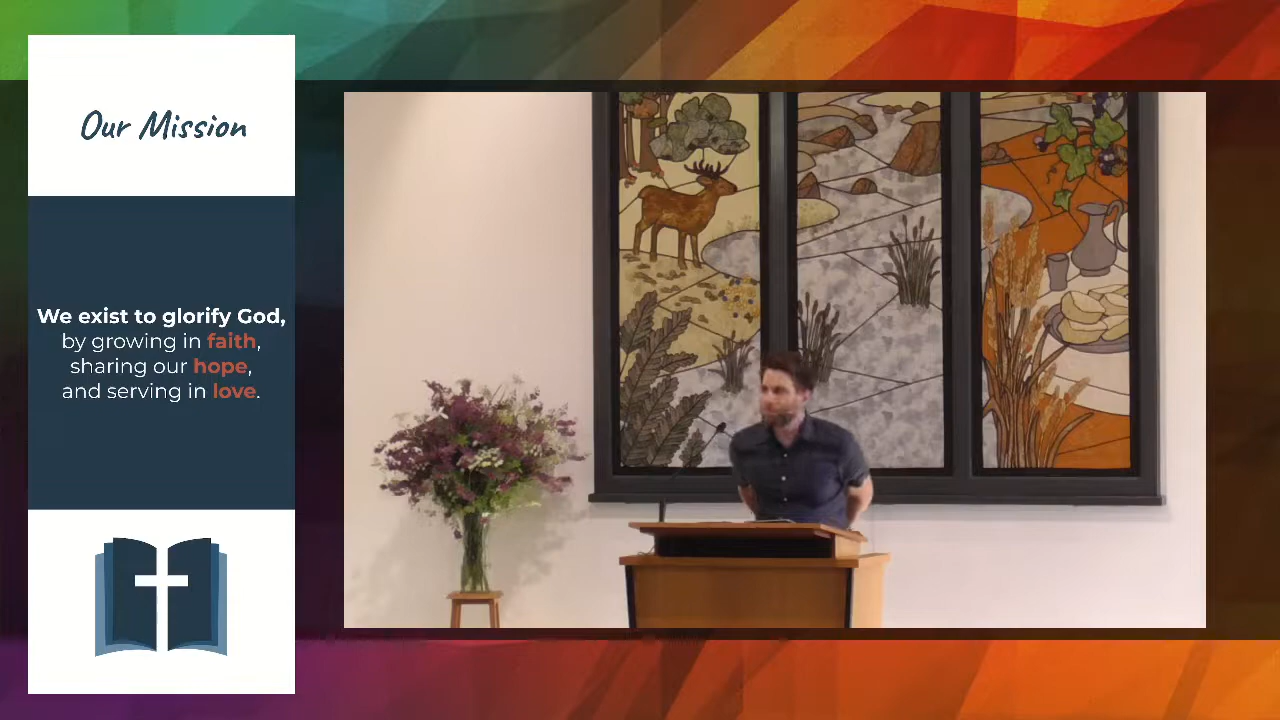 Our Mission
We exist to glorify God,
by growing in faith,
sharing our hope,
and serving in love.